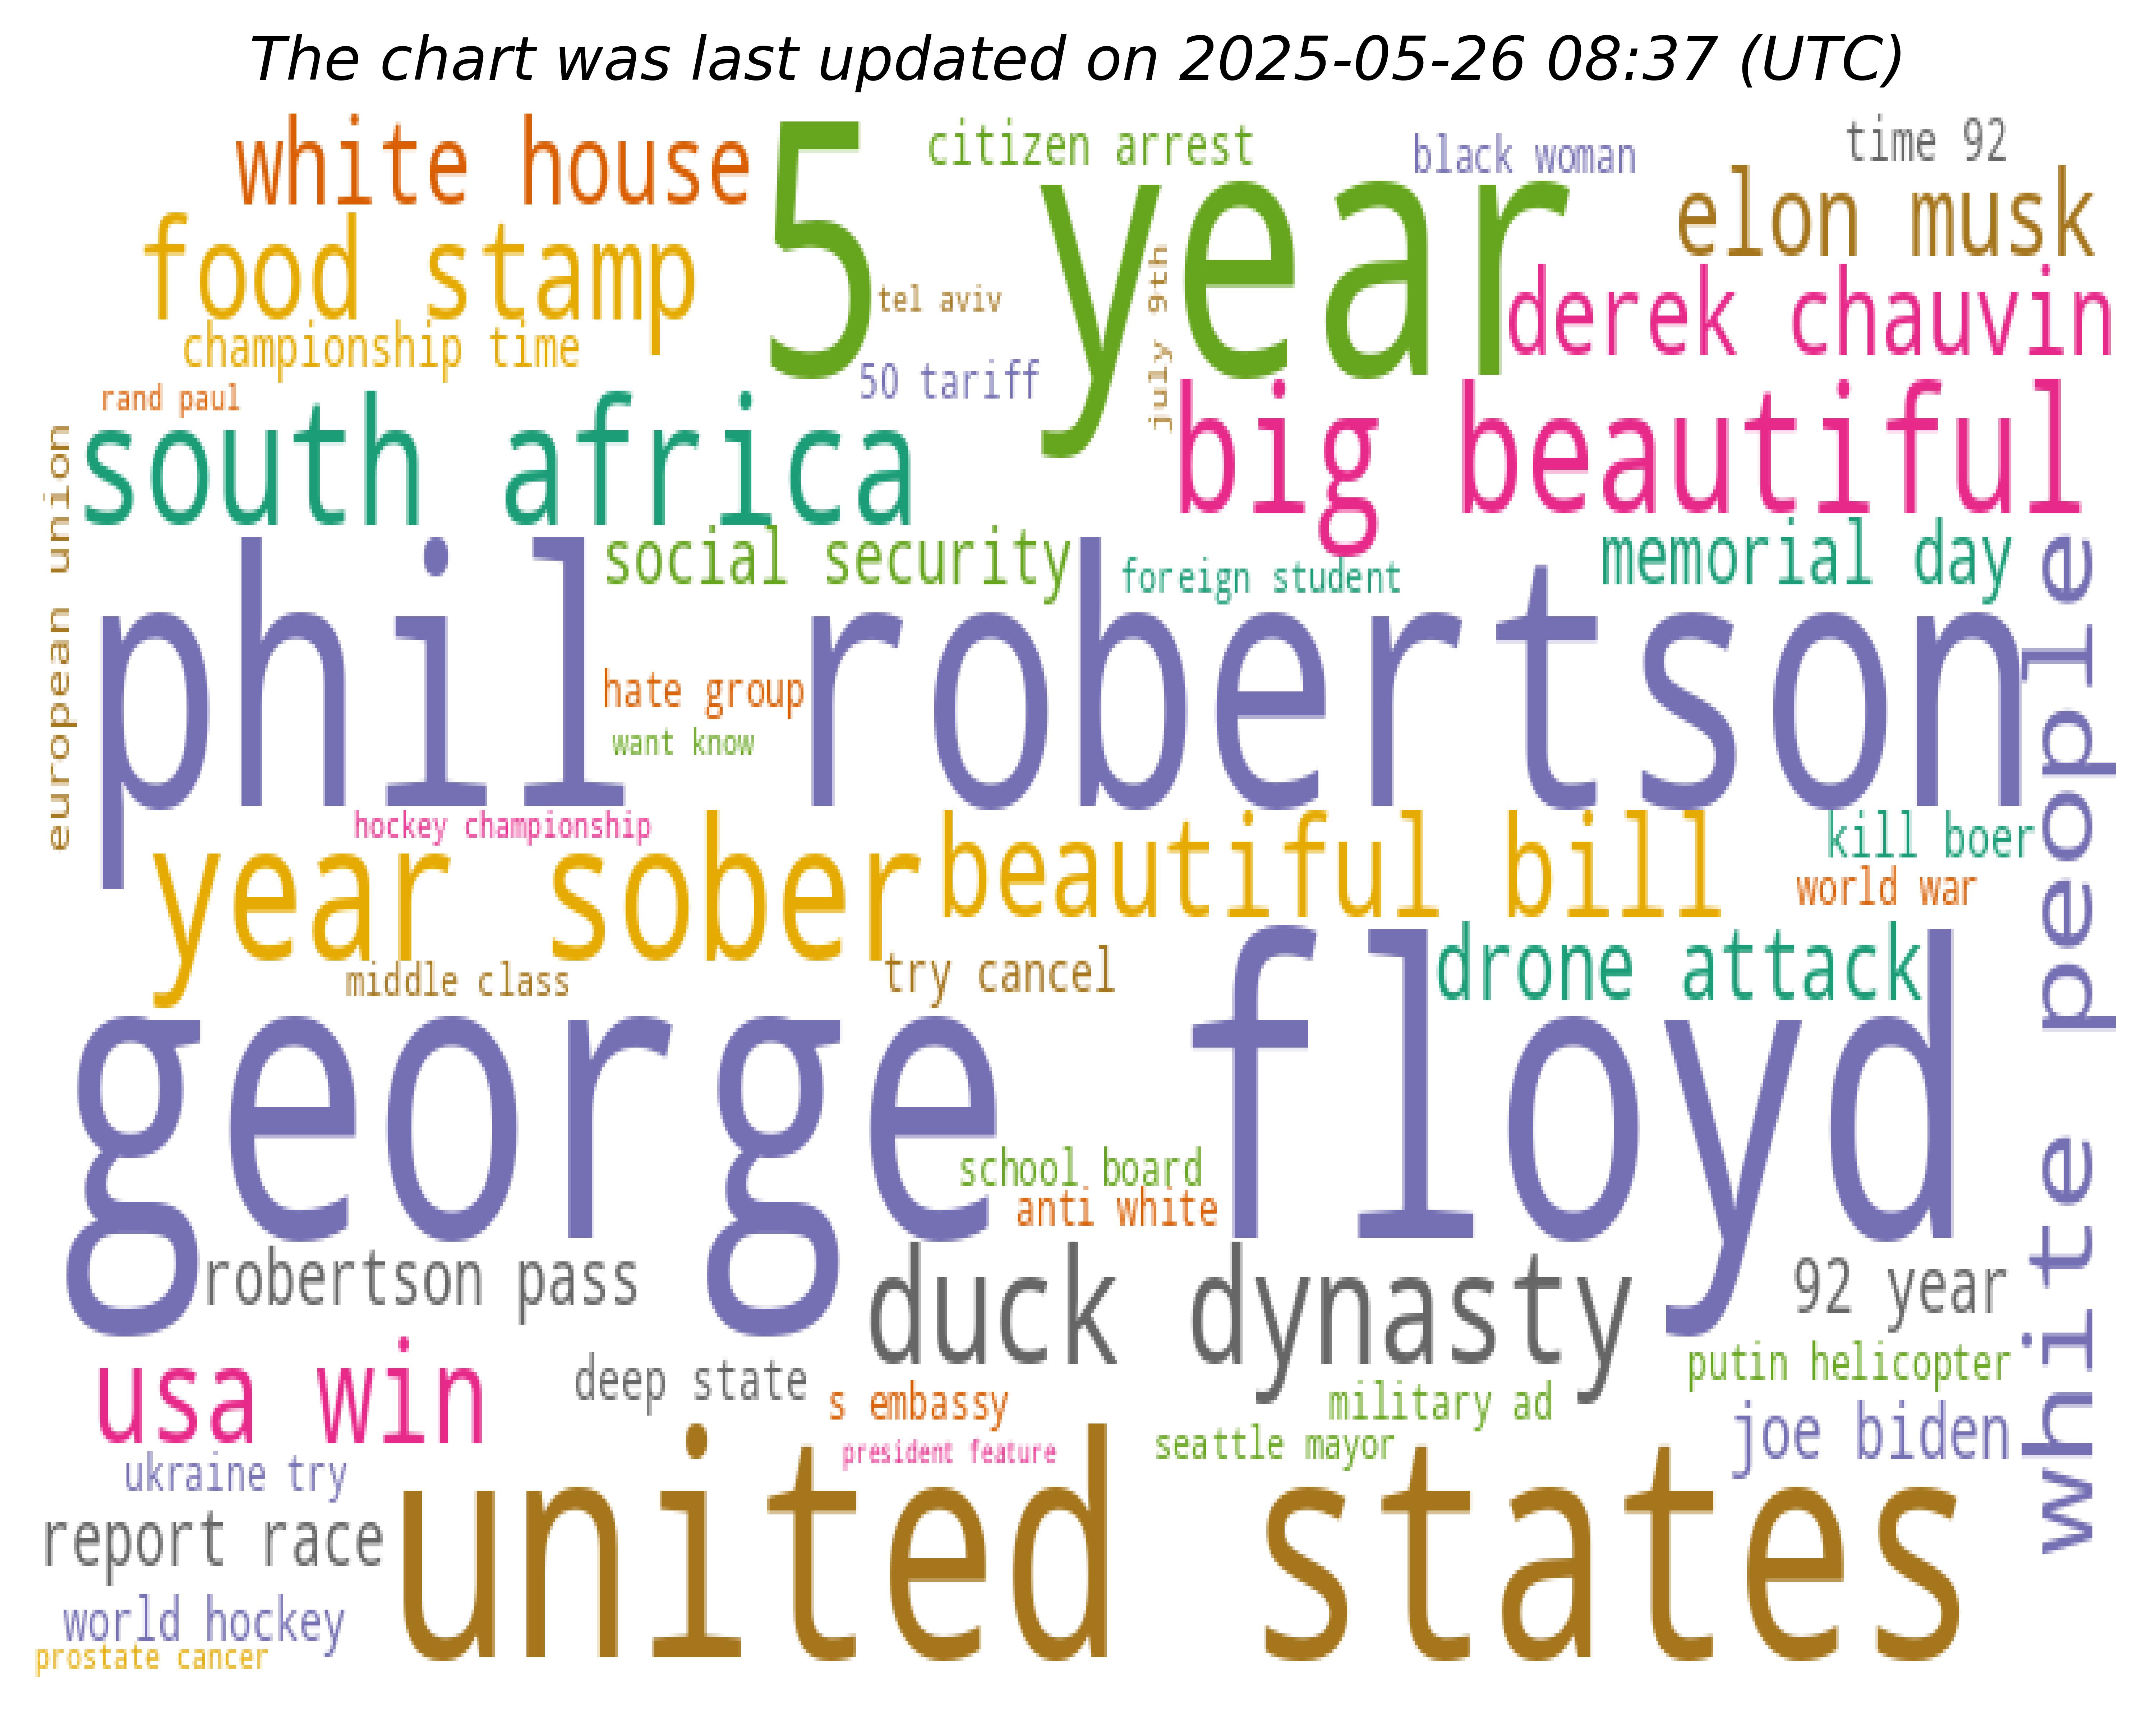 The chart was last updated on 2025-05-26 08:37 (UTC)
white house
5 year
citizen arrest
black woman
time 92
elon musk
food stamp
tel aviv
july 9th
derek chauvin
championship time
50 tariff
rand paul
south africa
big beautiful
european union
social security
foreign student
memorial day
phil robertson
white people
hate group
want know
hockey championship
year sober
beautiful bill
kill boer
world war
middle class
try cancel
drone attack
george floyd
school board
anti white
robertson pass
duck dynasty
92 year
usa win
deep state
s embassy
military ad
putin helicopter
ukraine try
president feature
seattle mayor
joe biden
report race
united states
world hockey
prostate cancer